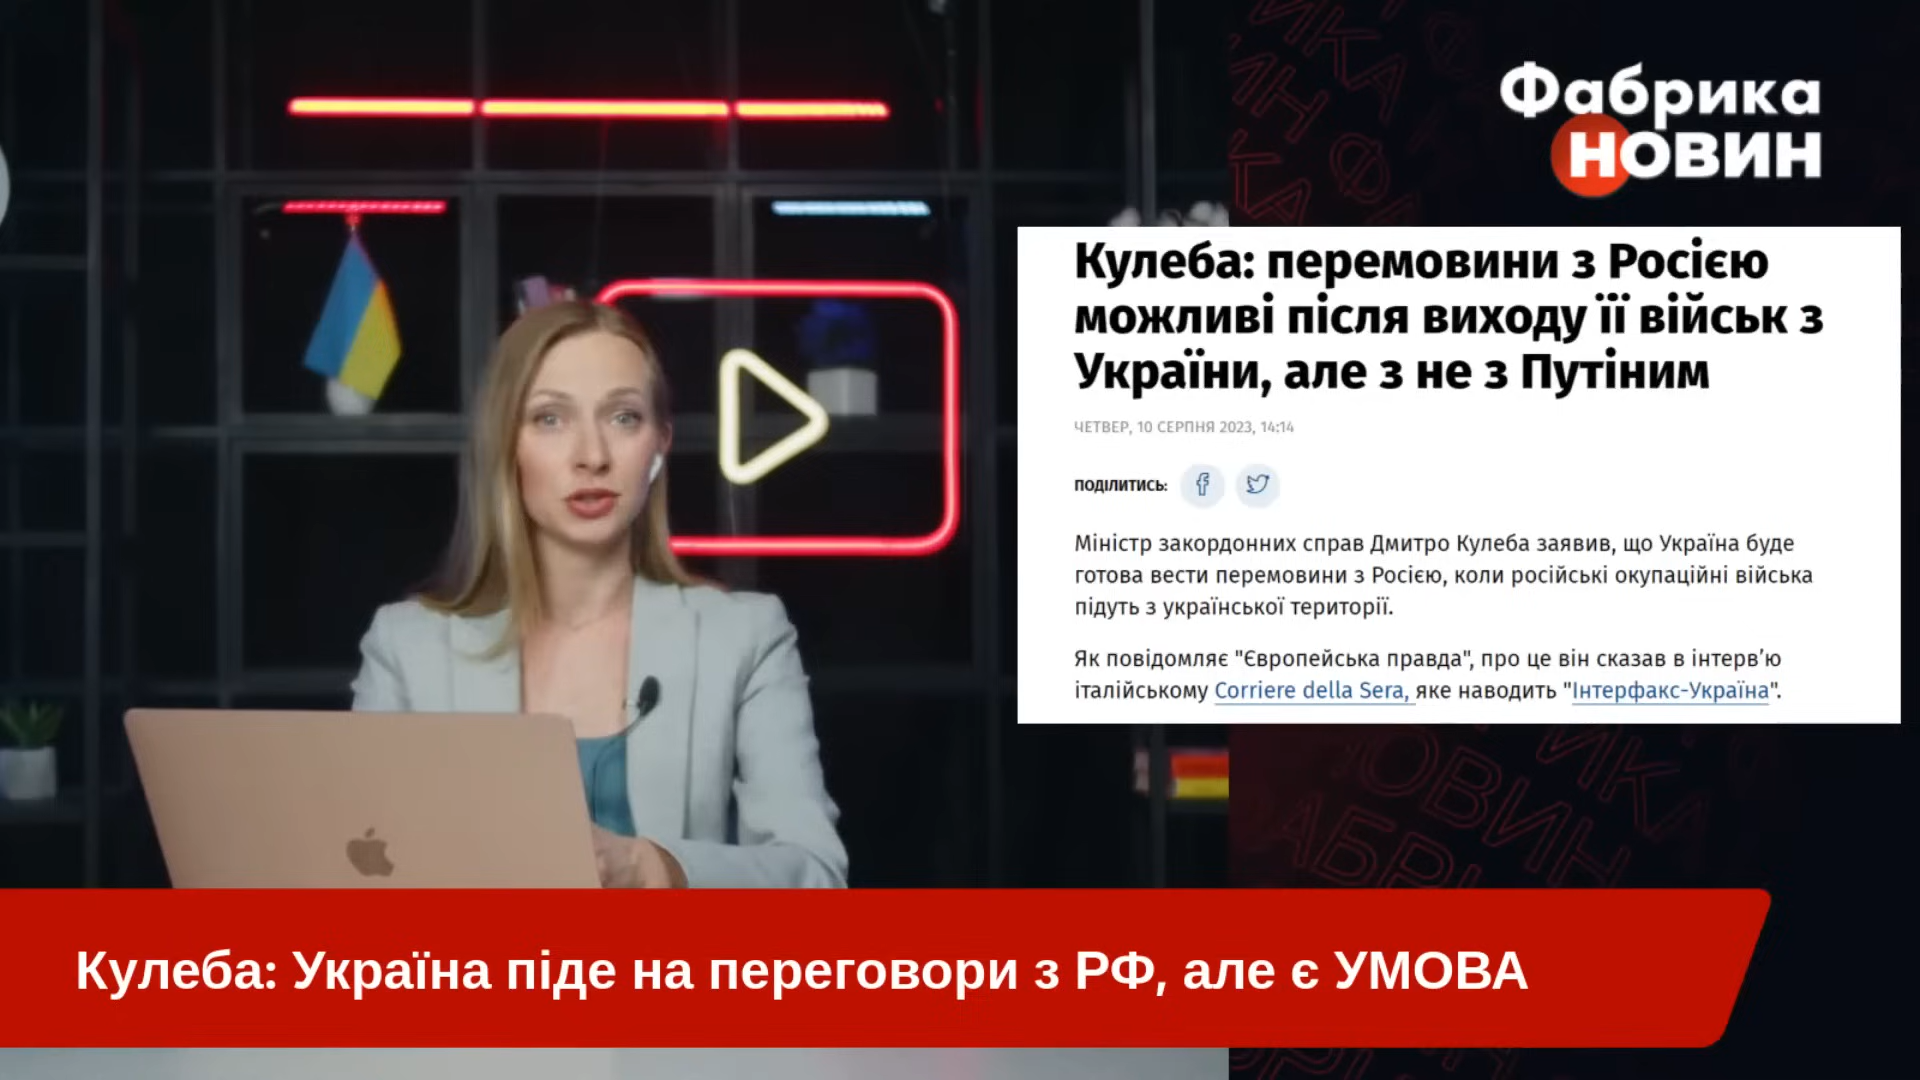 Фабрика
новин
Кулеба: перемовини з Росією
можливі після виходу її військ з
України, але з не з Путіним
ЧЕТВЕР, 10 СЕРПНЯ 2023, 14:14
ПОДІЛИТИСЬ:
Міністр закордонних справ Дмитро Кулеба заявив, що Україна буде
готова вести перемовини з Росією, коли російські окупаційні війська
підуть з української території.
Як повідомляє "Європейська правда", про це він сказав в інтерв’ю
італійському Corriere della Sera, яке наводить "Інтерфакс-Україна".
Кулеба: Україна піде на переговори з РФ, але є УМОВА